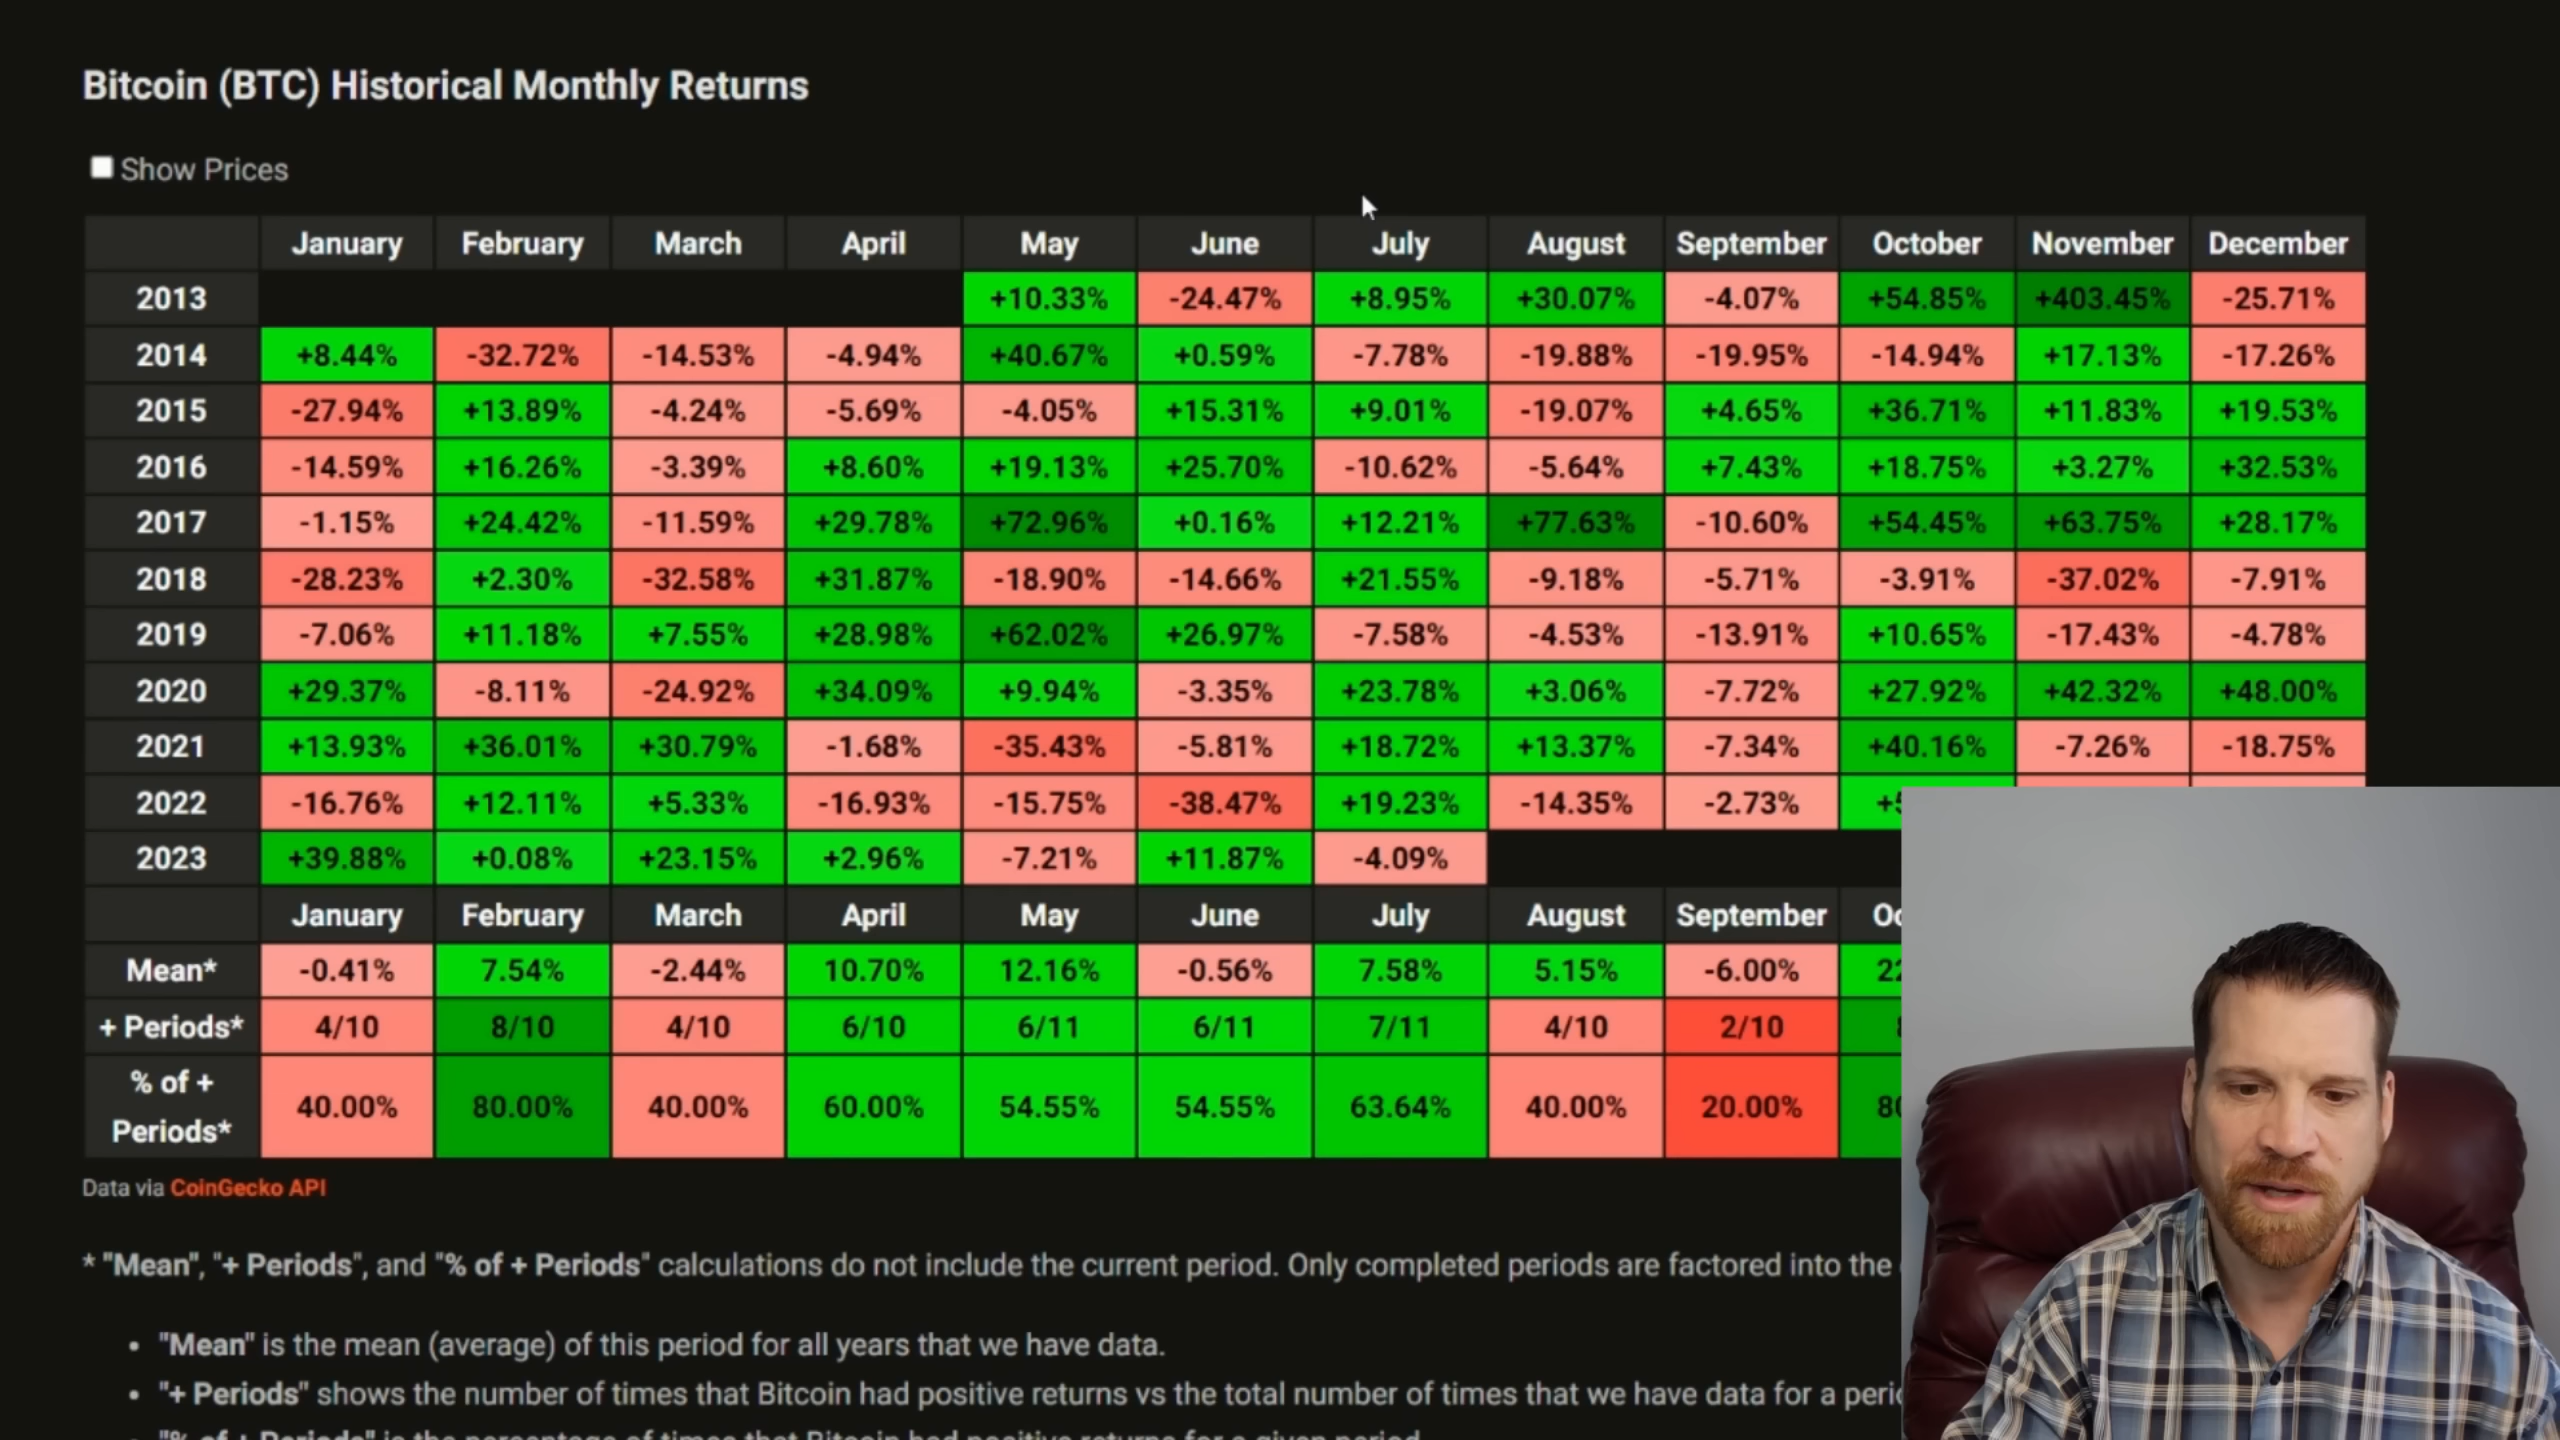 Bitcoin (BTC) Historical Monthly Returns
Show Prices
January February March April May June July August September October November December
2013 +10.33% -24.47% +8.95% +30.07% -4.07% +54.85% +403.45% -25.71%
2014 +8.44% -32.72% -14.53% -4.94% +40.67% +0.59% -7.78% -19.88% -19.95% -14.94% +17.13% -17.26%
2015 -27.94% +13.89% -4.24% -5.69% -4.05% +15.31% +9.01% -19.07% +4.65% +36.71% +11.83% +19.53%
2016 -14.59% +16.26% -3.39% +8.60% +19.13% +25.70% -10.62% -5.64% +7.43% +18.75% +3.27% +32.53%
2017 -1.15% +24.42% -11.59% +29.78% +72.96% +0.16% +12.21% +77.63% -10.60% +54.45% +63.75% +28.17%
2018 -28.23% +2.30% -32.58% +31.87% -18.90% -14.66% +21.55% -9.18% -5.71% -3.91% -37.02% -7.91%
2019 -7.06% +11.18% +7.55% +28.98% +62.02% +26.97% -7.58% -4.53% -13.91% +10.65% -17.43% -4.78%
2020 +29.37% -8.11% -24.92% +34.09% +9.94% -3.35% +23.78% +3.06% -7.72% +27.92% +42.32% +48.00%
2021 +13.93% +36.01% +30.79% -1.68% -35.43% -5.81% +18.72% +13.37% -7.34% +40.16% -7.26% -18.75%
2022 -16.76% +12.11% +5.33% -16.93% -15.75% -38.47% +19.23% -14.35% -2.73%
2023 +39.88% +0.08% +23.15% +2.96% -7.21% +11.87% -4.09%
January February March April May June July August September
Mean* -0.41% 7.54% -2.44% 10.70% 12.16% -0.56% 7.58% 5.15% -6.00%
+ Periods* 4/10 8/10 4/10 6/10 6/11 6/11 7/11 4/10 2/10
% of +
Periods* 40.00% 80.00% 40.00% 60.00% 54.55% 54.55% 63.64% 40.00% 20.00%
Data via CoinGecko API
* "Mean", "+ Periods", and "% of + Periods" calculations do not include the current period. Only completed periods are factored into the
• "Mean" is the mean (average) of this period for all years that we have data.
• "+ Periods" shows the number of times that Bitcoin had positive returns vs the total number of times that we have data for a
• "% of + Periods" is the percentage of times that Bitcoin had positive returns for a given period.